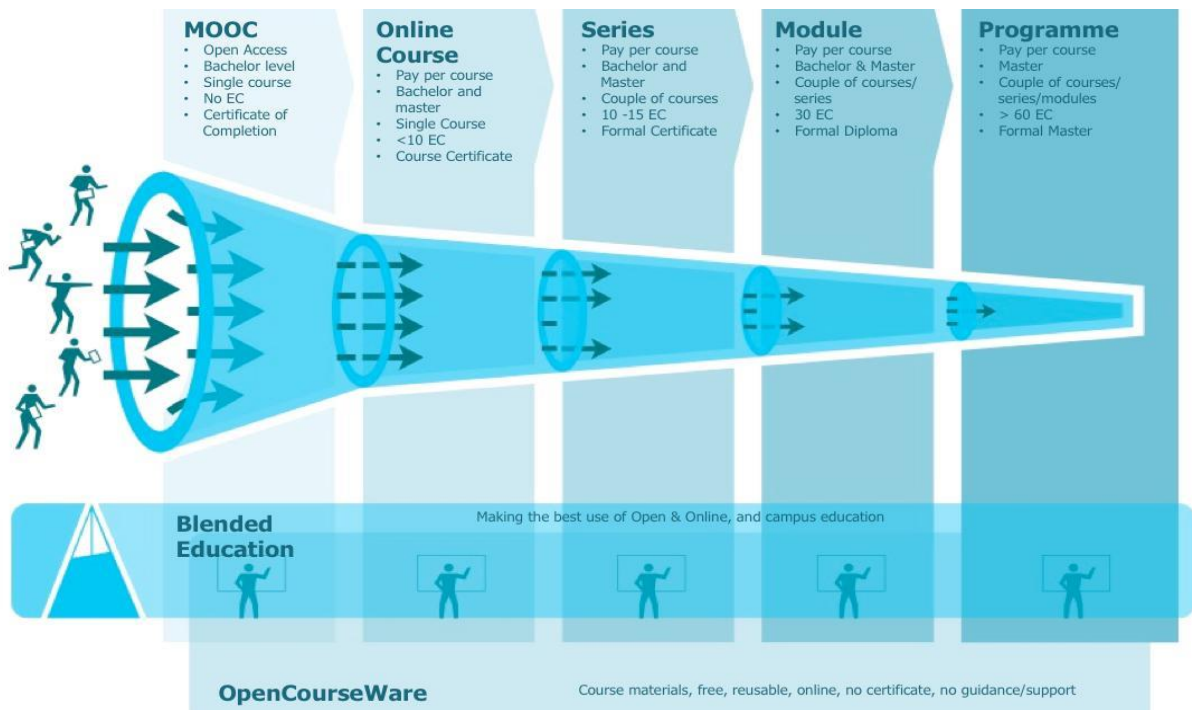 MOOC
• Open Access
• Bachelor level
• Single course
• No EC
• Certificate of
Completion
Online
Course
• Pay per course
• Bachelor and
master
• Single Course
• <10 EC
• Course Certificate
Series
• Pay per course
• Bachelor and
Master
• Couple of courses
• 10 -15 EC
• Formal Certificate
Module
• Pay per course
• Bachelor & Master
• Couple of courses/
series
• 30 EC
• Formal Diploma
Programme
• Pay per course
• Master
• Couple of courses/
series/modules
• > 60 EC
• Formal Master
Blended
Education
Making the best use of Open & Online, and campus education
OpenCourseWare
Course materials, free, reusable, online, no certificate, no guidance/support